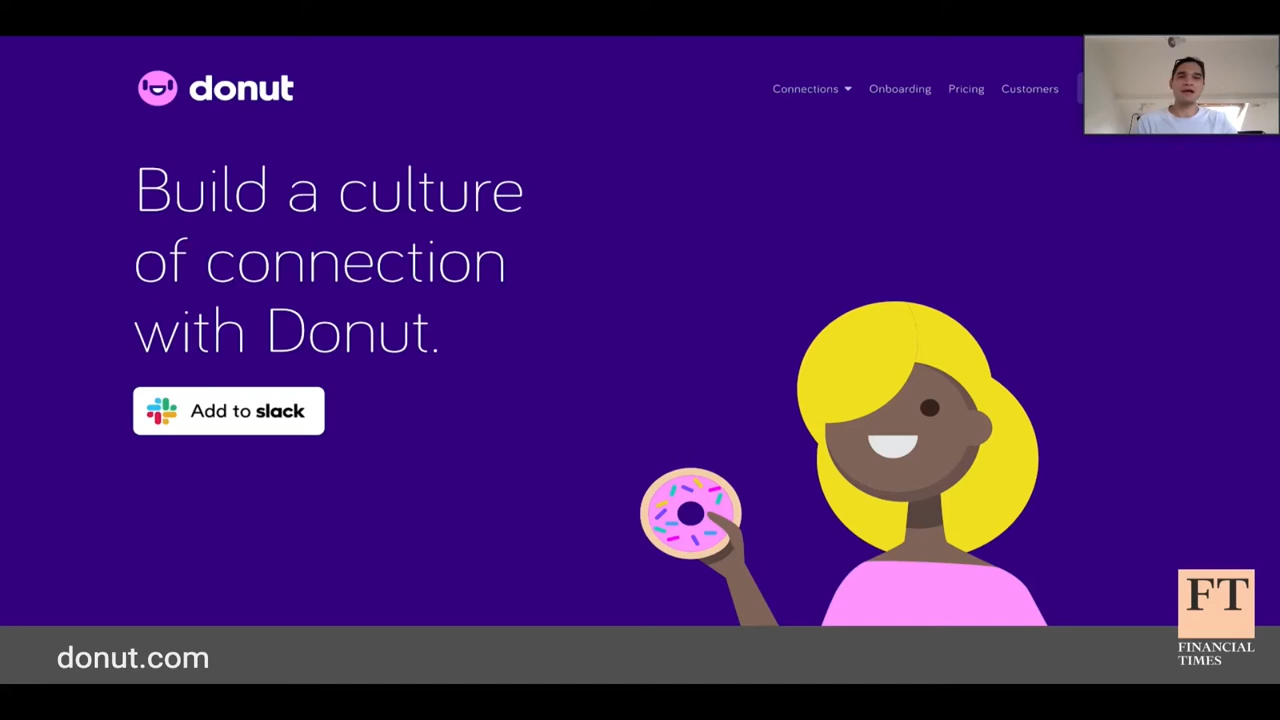 donut
Connections Onboarding Pricing Customers
Build a culture
of connection
with Donut.
Add to slack
donut.com
FT
FINANCIAL
TIMES